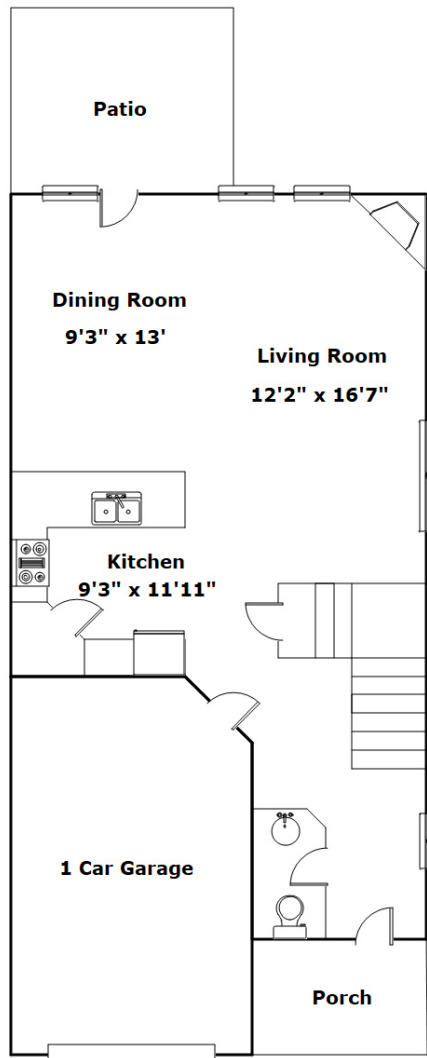 Patio
Dining Room
9'3" x 13'
Living Room
12'2" x 16'7"
Kitchen
9'3" x 11'11"
1 Car Garage
Porch